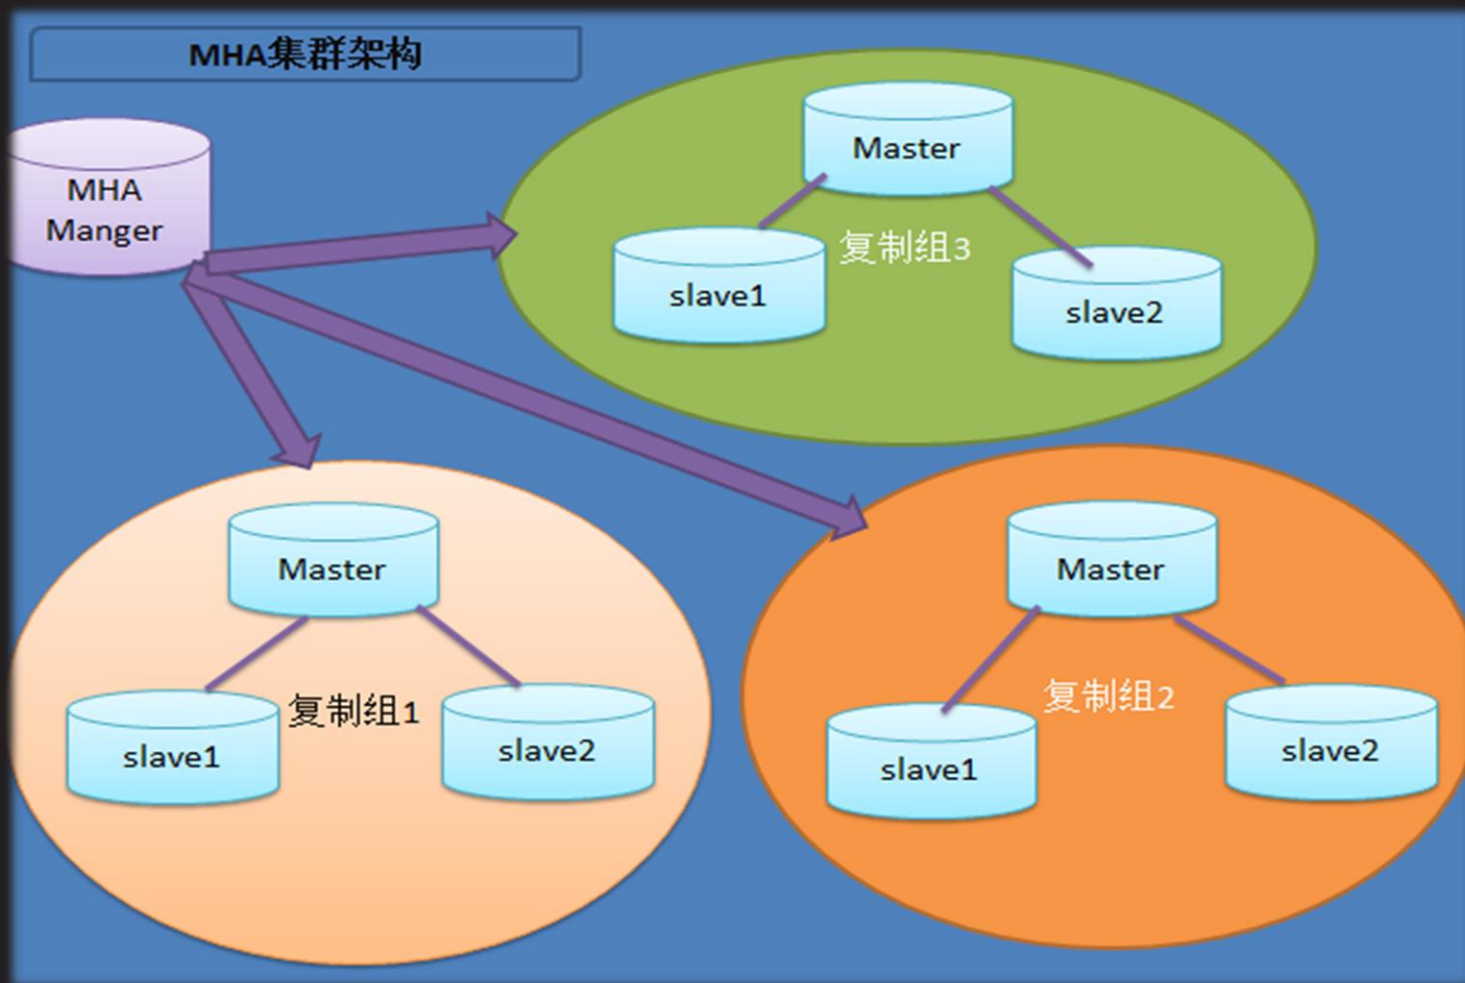 MHA集群架构
MHA
Manger
Master
slave1
复制组3
slave2
Master
slave1
复制组1
slave2
Master
slave1
复制组2
slave2